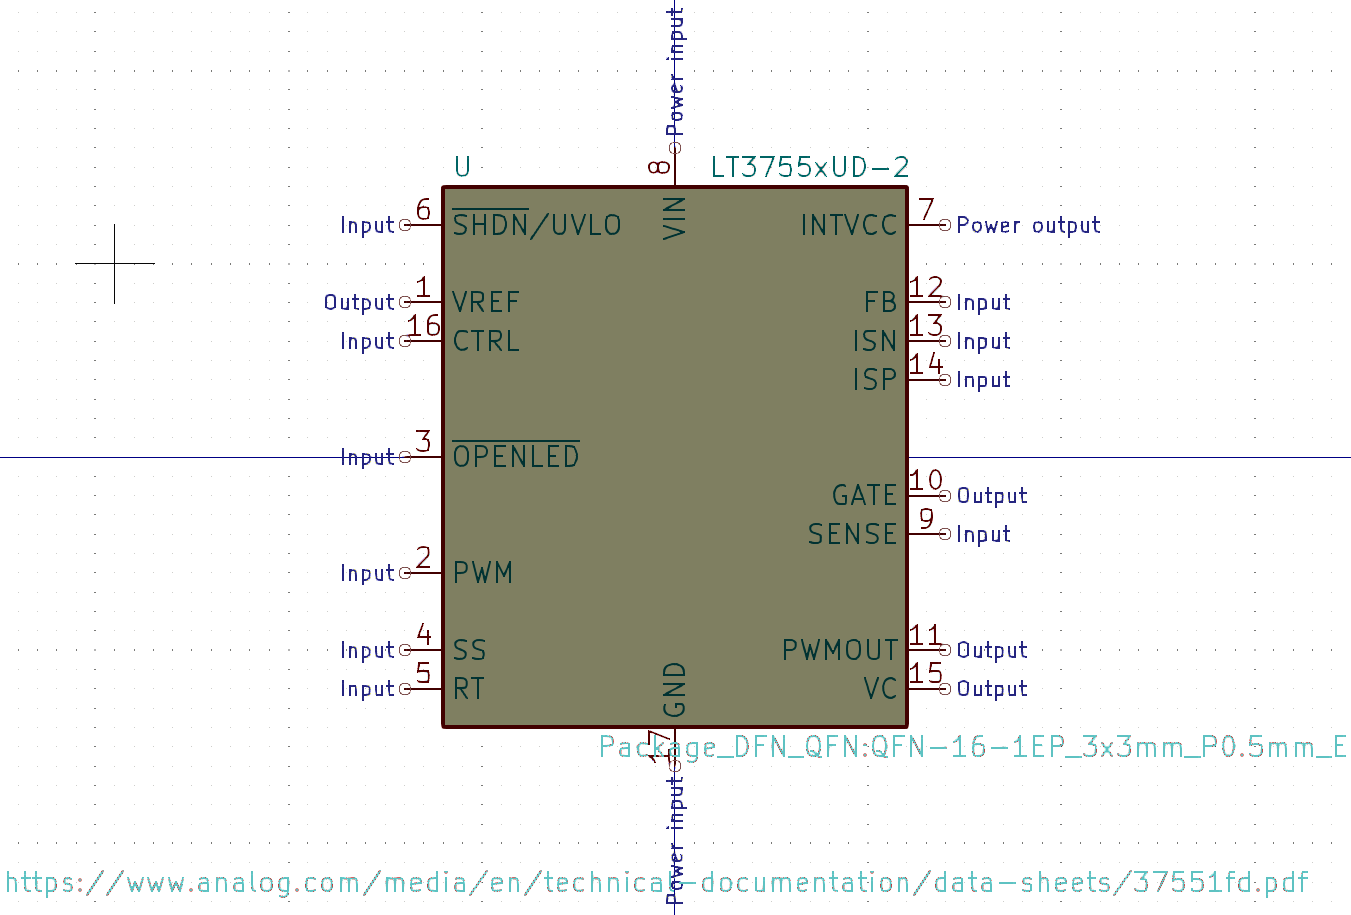 Power input
U
8
LT3755xUD-2
Input 6 SHDN/UVLO
VIN
INTVCC 7 Power output
Output 1 VREF
FB 12 Input
Input 16 CTRL
ISN 13 Input
ISP 14 Input
Input 3 OPENLED
GATE 10 Output
SENSE 9 Input
Input 2 PWM
Input 4 SS
PWMOUT 11 Output
Input 5 RT
GND
VC 15 Output
17
Package_DFN_QFN:QFN-16-1EP_3x3mm_P0.5mm_E
Power input
https://www.analog.com/media/en/technical-documentation/data-sheets/37551fd.pdf